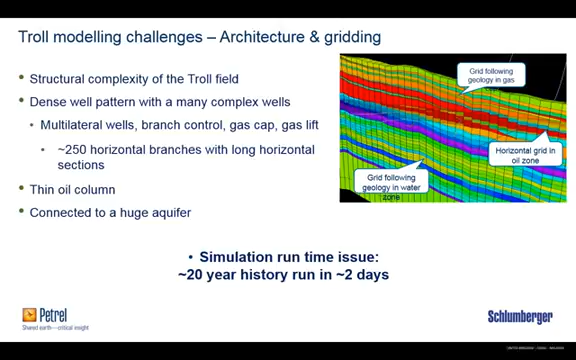 Troll modelling challenges – Architecture & gridding
• Structural complexity of the Troll field
• Dense well pattern with a many complex wells
• Multilateral wells, branch control, gas cap, gas lift
• ~250 horizontal branches with long horizontal
sections
• Thin oil column
• Connected to a huge aquifer
Grid following
geology in gas
Horizontal grid in
oil zone
Grid following
geology in water
zone
• Simulation run time issue:
~20 year history run in ~2 days
Petrel
Shared earth—critical insight
Schlumberger